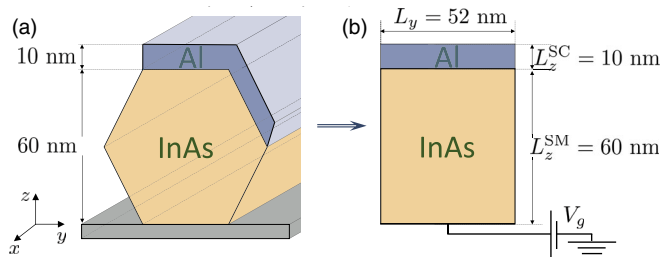 (a)
10 nm
Al
60 nm
InAs
z
y
x
(b)
L_y = 52 nm
Al
L_z^SC = 10 nm
InAs
L_z^SM = 60 nm
V_g